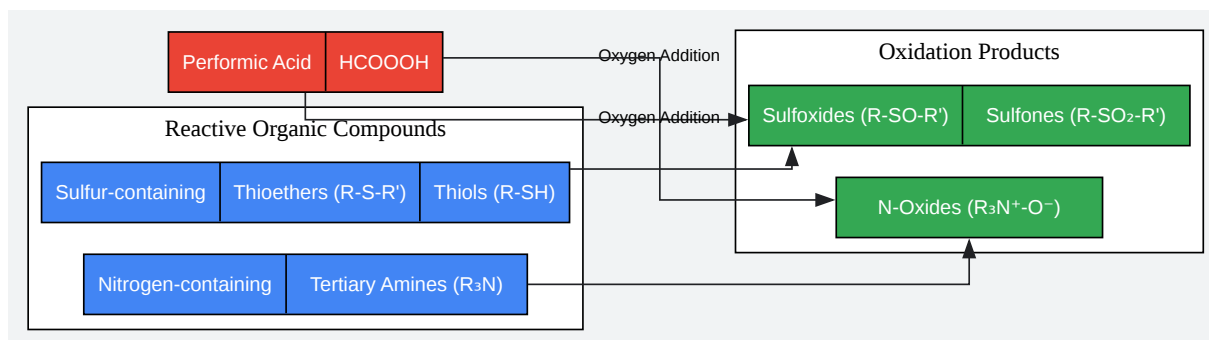 Performic Acid
HCOOOH
Oxygen Addition
Oxygen Addition
Reactive Organic Compounds
Sulfur-containing
Thioethers (R-S-R')
Thiols (R-SH)
Nitrogen-containing
Tertiary Amines (R₃N)
Oxidation Products
Sulfoxides (R-SO-R')
Sulfones (R-SO₂-R')
N-Oxides (R₃N⁺-O⁻)